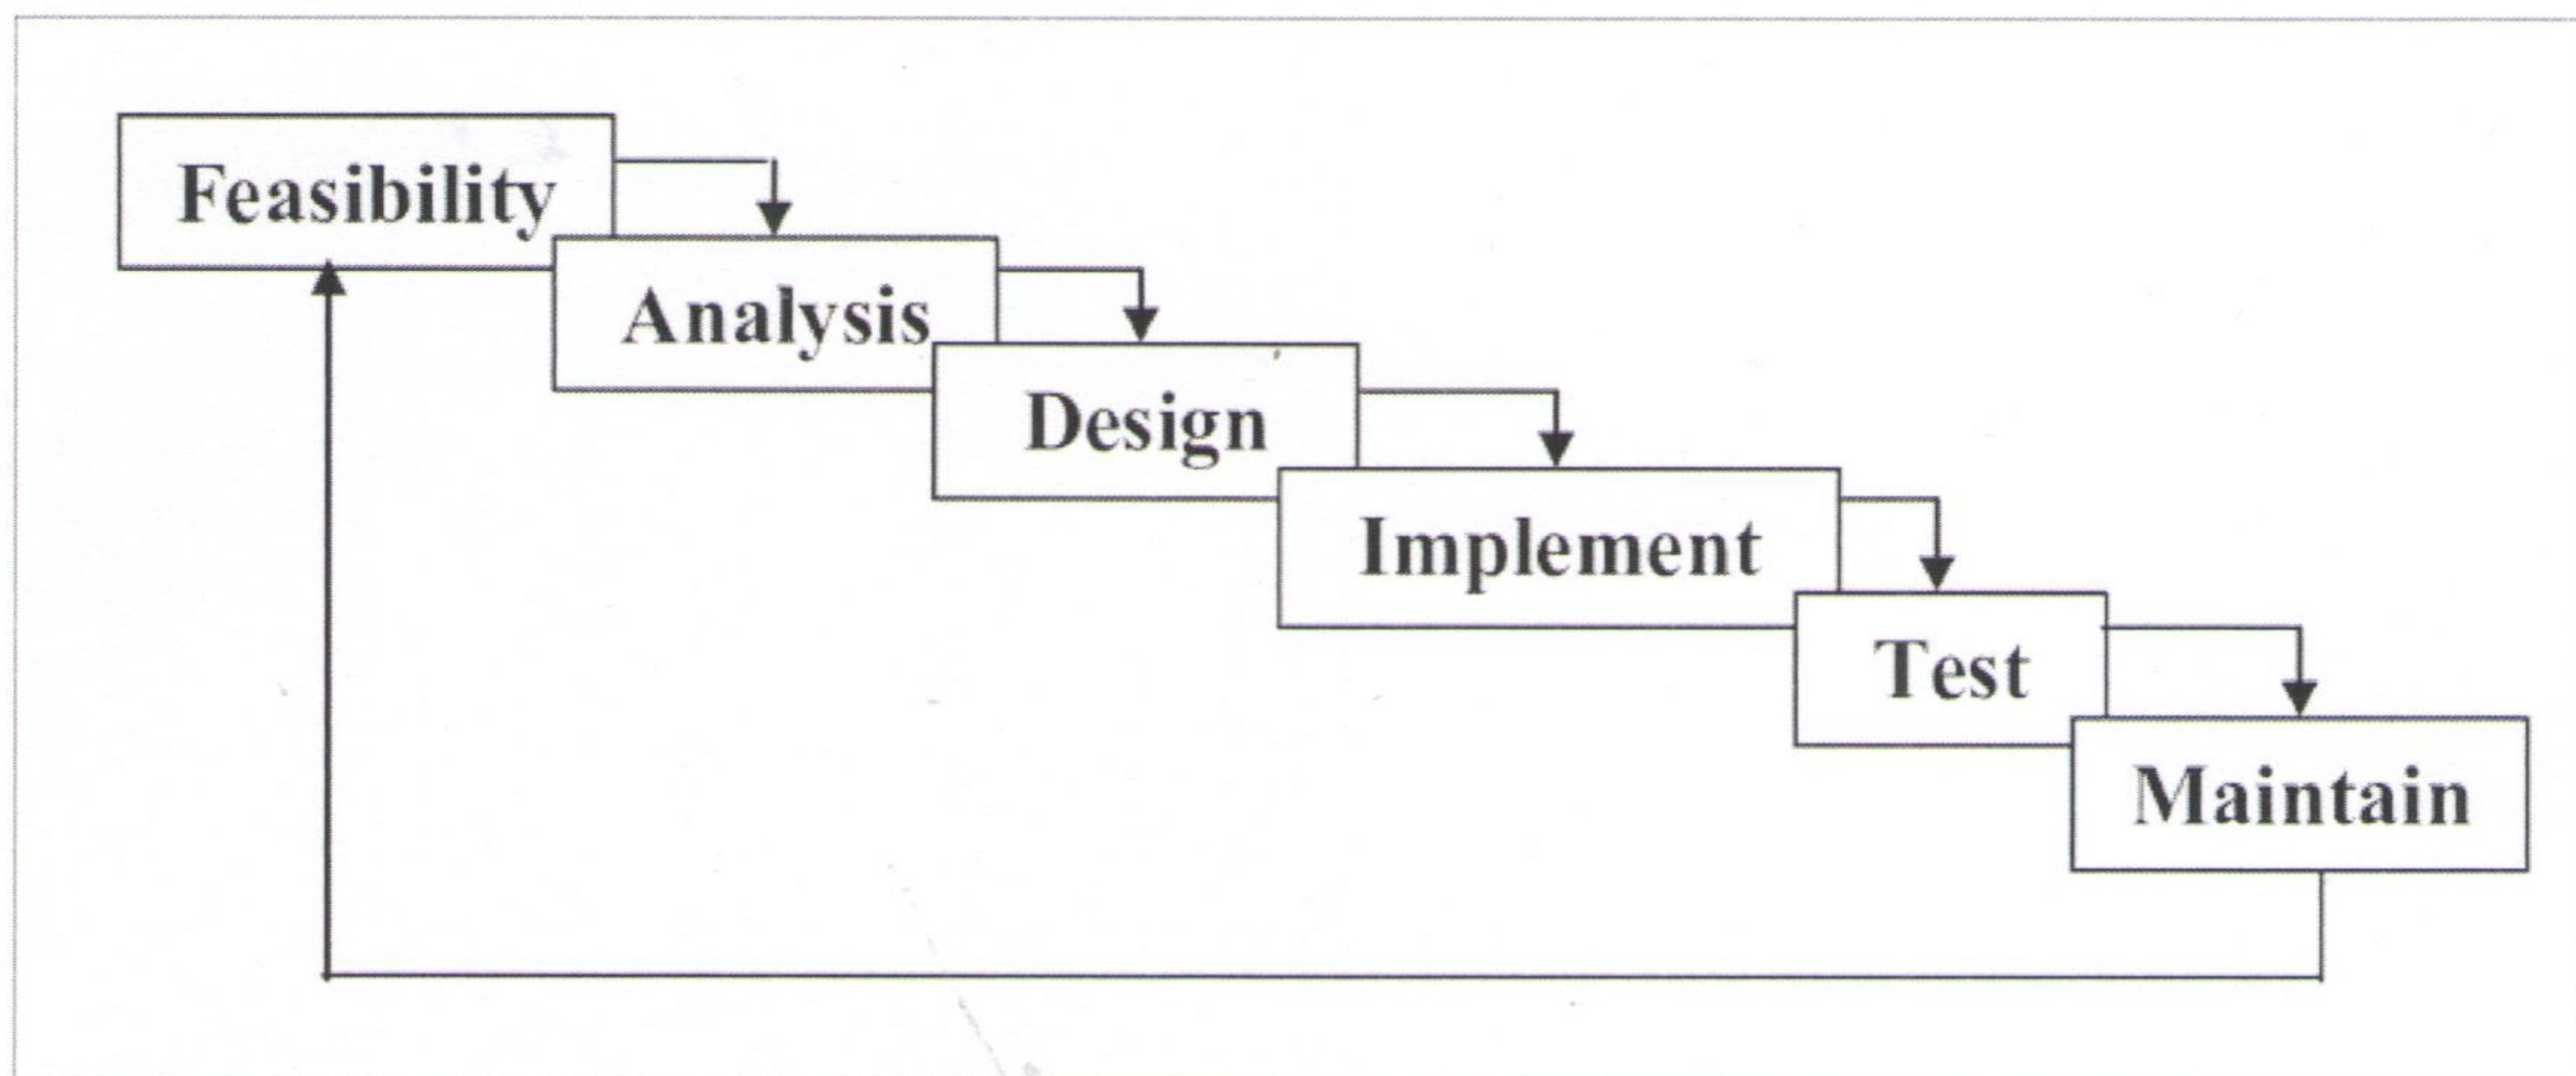 Feasibility
Analysis
Design
Implement
Test
Maintain